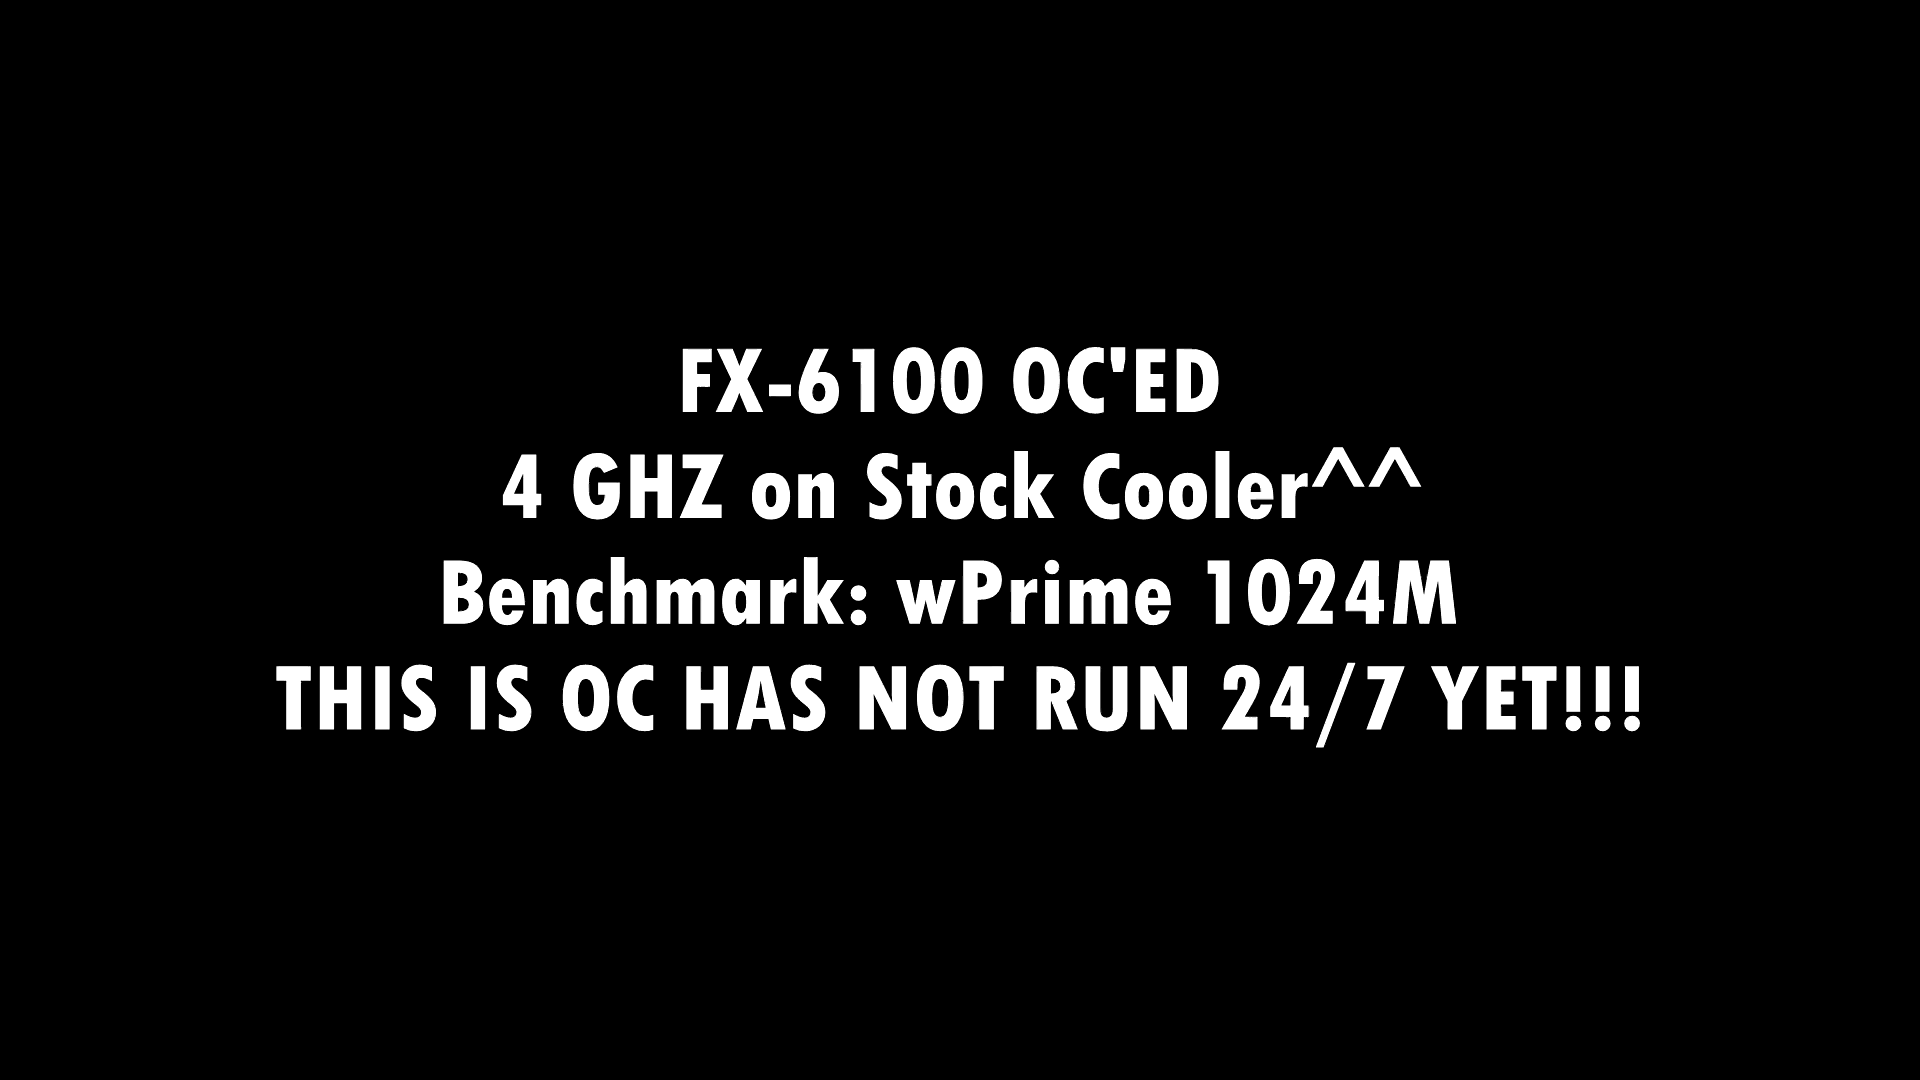 FX-6100 OC'ED
4 GHZ on Stock Cooler^^
Benchmark: wPrime 1024M
THIS IS OC HAS NOT RUN 24/7 YET!!!